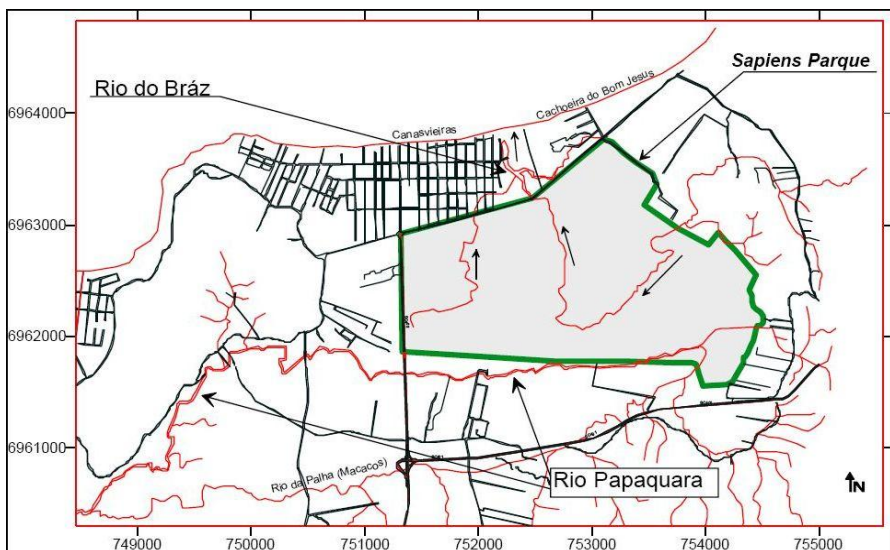 Sapiens Parque
Rio do Bráz
Cachoeira do Bom Jesus
Canasvieiras
6964000
6963000
6962000
6961000
Rio da Palha (Macacos)
Rio Papaquara
N
749000
750000
751000
752000
753000
754000
755000